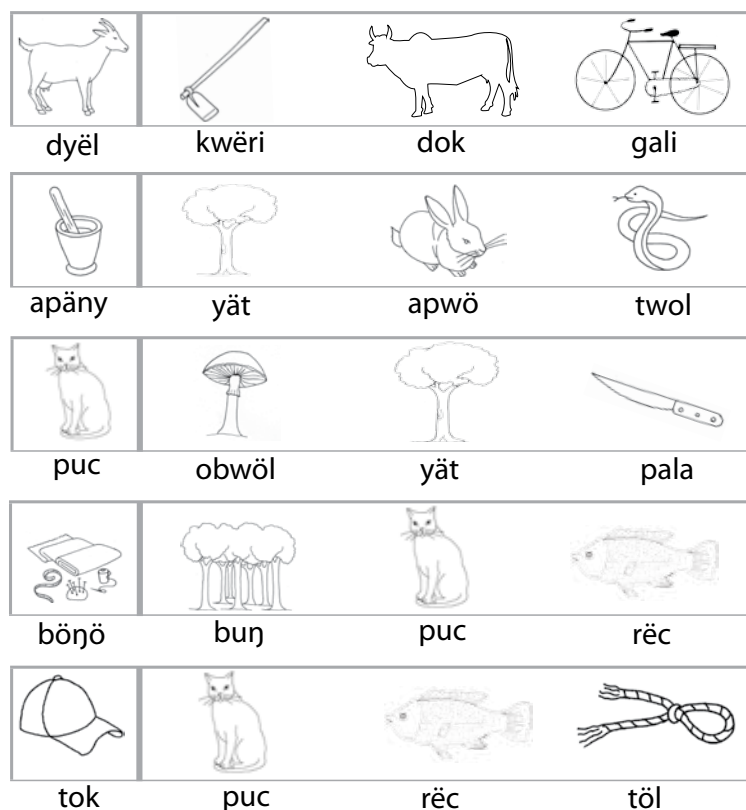 dyël kwëri dok gali
apäny yät apwö twol
puc obwöl yät pala
böŋö buŋ puc rëc
tok puc rëc töl